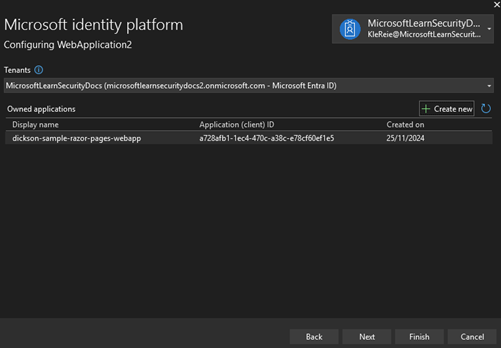 Microsoft identity platform
Configuring WebApplication2
MicrosoftLearnSecurityD...
KleReie@MicrosoftLearnSecurit...
Tenants
MicrosoftLearnSecurityDocs (microsoftlearnsecuritydocs2.onmicrosoft.com - Microsoft Entra ID)
Owned applications
Create new
Display name Application (client) ID Created on
dickson-sample-razor-pages-webapp a728afb1-1ec4-470c-a38c-e78cf60ef1e5 25/11/2024
Back Next Finish Cancel